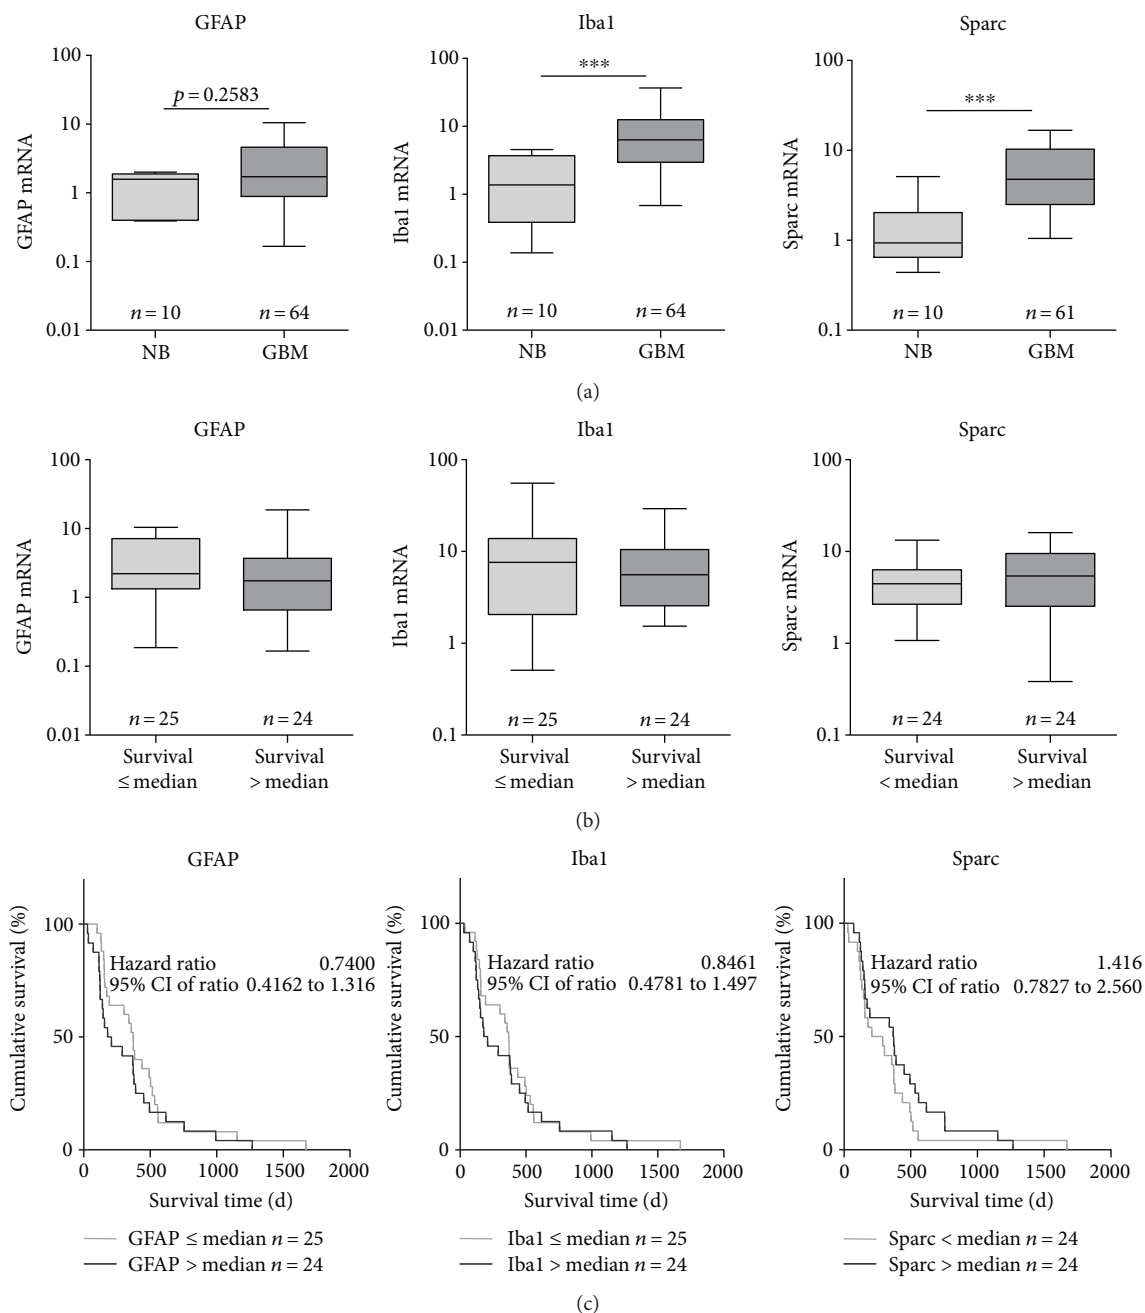 GFAP
Iba1
Sparc
GFAP mRNA
100
10
1
0.1
0.01
p = 0.2583
n = 10
n = 64
NB
GBM
Iba1 mRNA
100
10
1
0.1
0.01
***
n = 10
n = 64
NB
GBM
Sparc mRNA
100
10
1
0.1
***
n = 10
n = 61
NB
GBM
(a)
GFAP
Iba1
Sparc
GFAP mRNA
100
10
1
0.1
0.01
n = 25
n = 24
Survival
≤ median
Survival
> median
Iba1 mRNA
100
10
1
0.1
n = 25
n = 24
Survival
≤ median
Survival
> median
Sparc mRNA
100
10
1
0.1
n = 24
n = 24
Survival
< median
Survival
> median
(b)
GFAP
Iba1
Sparc
Cumulative survival (%)
100
50
0
Hazard ratio 0.7400
95% CI of ratio 0.4162 to 1.316
0 500 1000 1500 2000
Survival time (d)
GFAP ≤ median n = 25
GFAP > median n = 24
Cumulative survival (%)
100
50
0
Hazard ratio 0.8461
95% CI of ratio 0.4781 to 1.497
0 500 1000 1500 2000
Survival time (d)
Iba1 ≤ median n = 25
Iba1 > median n = 24
Cumulative survival (%)
100
50
0
Hazard ratio 1.416
95% CI of ratio 0.7827 to 2.560
0 500 1000 1500 2000
Survival time (d)
Sparc < median n = 24
Sparc > median n = 24
(c)